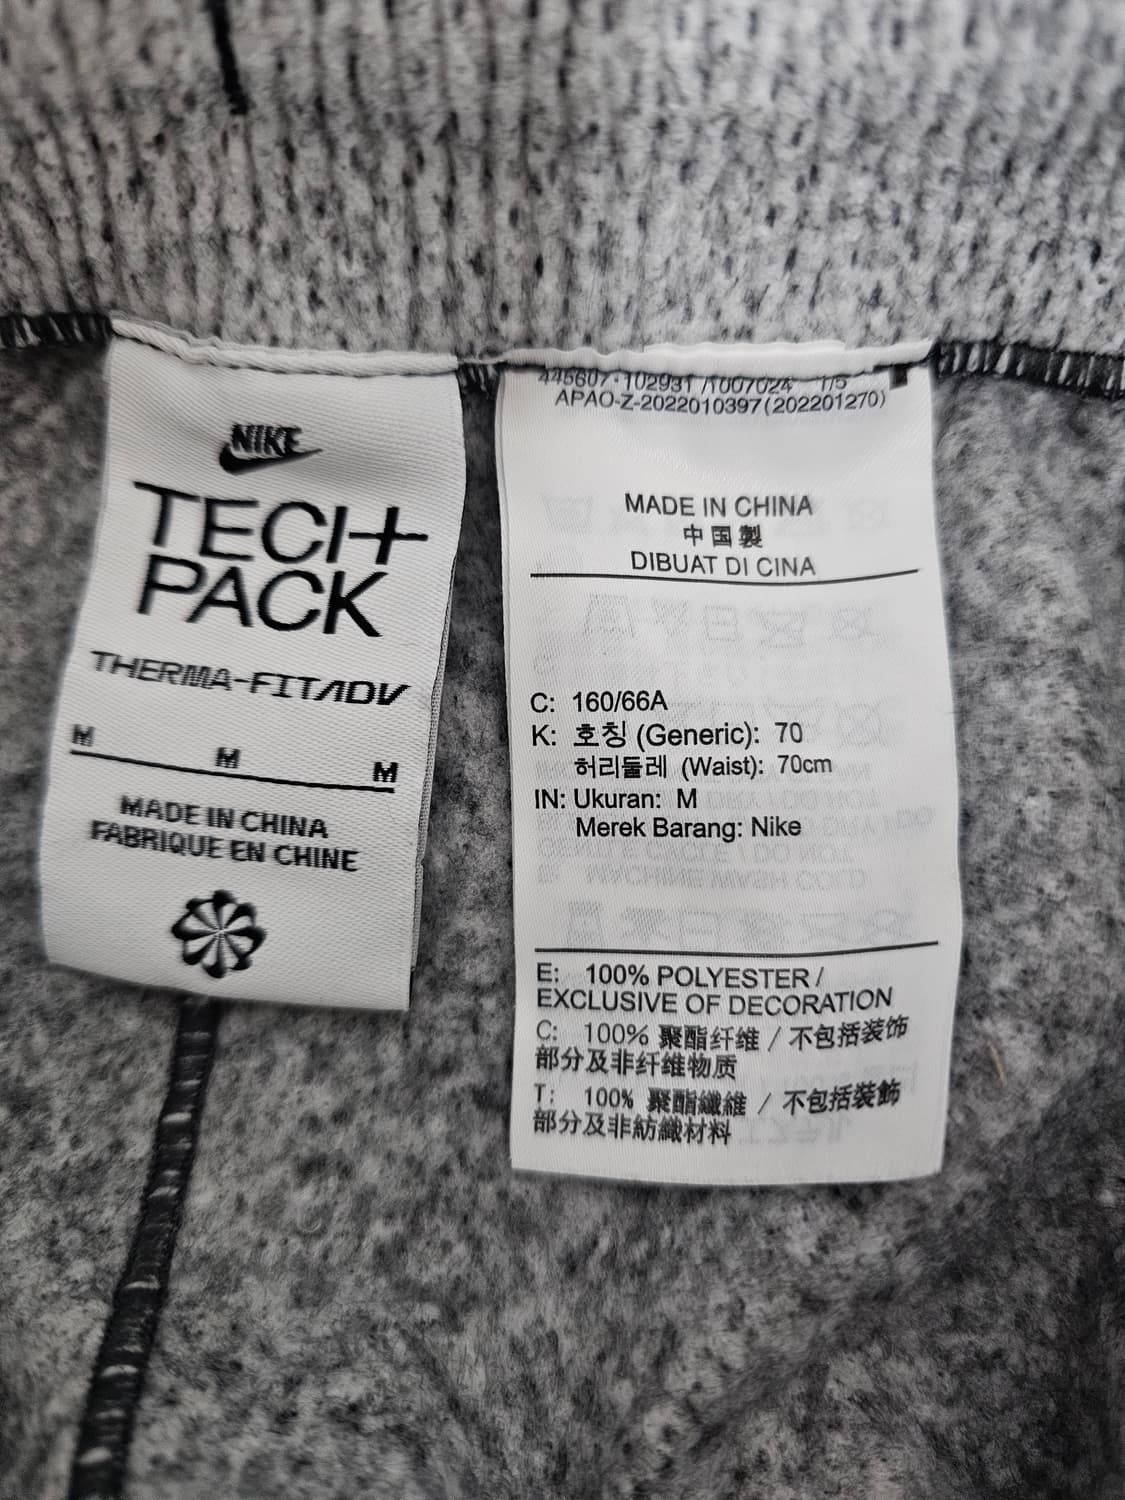 NIKE
TECH
PACK
THERMA-FIT ADV
M
M
M
MADE IN CHINA
FABRIQUE EN CHINE
445607·102931 /1007024 1/5
APAO-Z-2022010397(202201270)
MADE IN CHINA
中国製
DIBUAT DI CINA
C: 160/66A
K: 호칭 (Generic): 70
허리둘레 (Waist): 70cm
IN: Ukuran: M
Merek Barang: Nike
E: 100% POLYESTER /
EXCLUSIVE OF DECORATION
C: 100% 聚酯纤维 / 不包括装饰
部分及非纤维物质
T: 100% 聚酯纖維 / 不包括裝飾
部分及非紡織材料